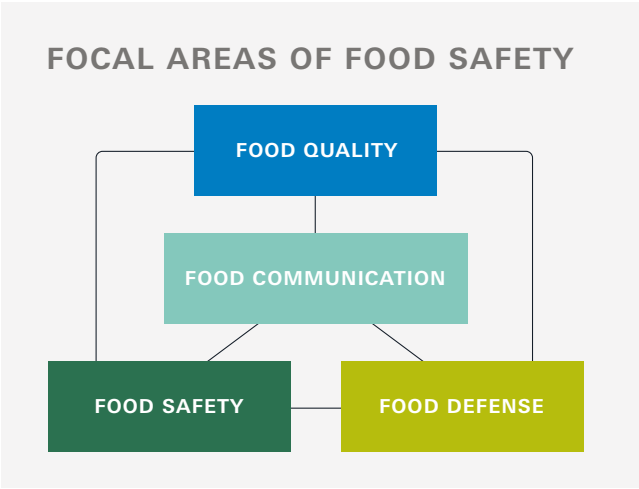 FOCAL AREAS OF FOOD SAFETY
FOOD QUALITY
FOOD COMMUNICATION
FOOD SAFETY
FOOD DEFENSE